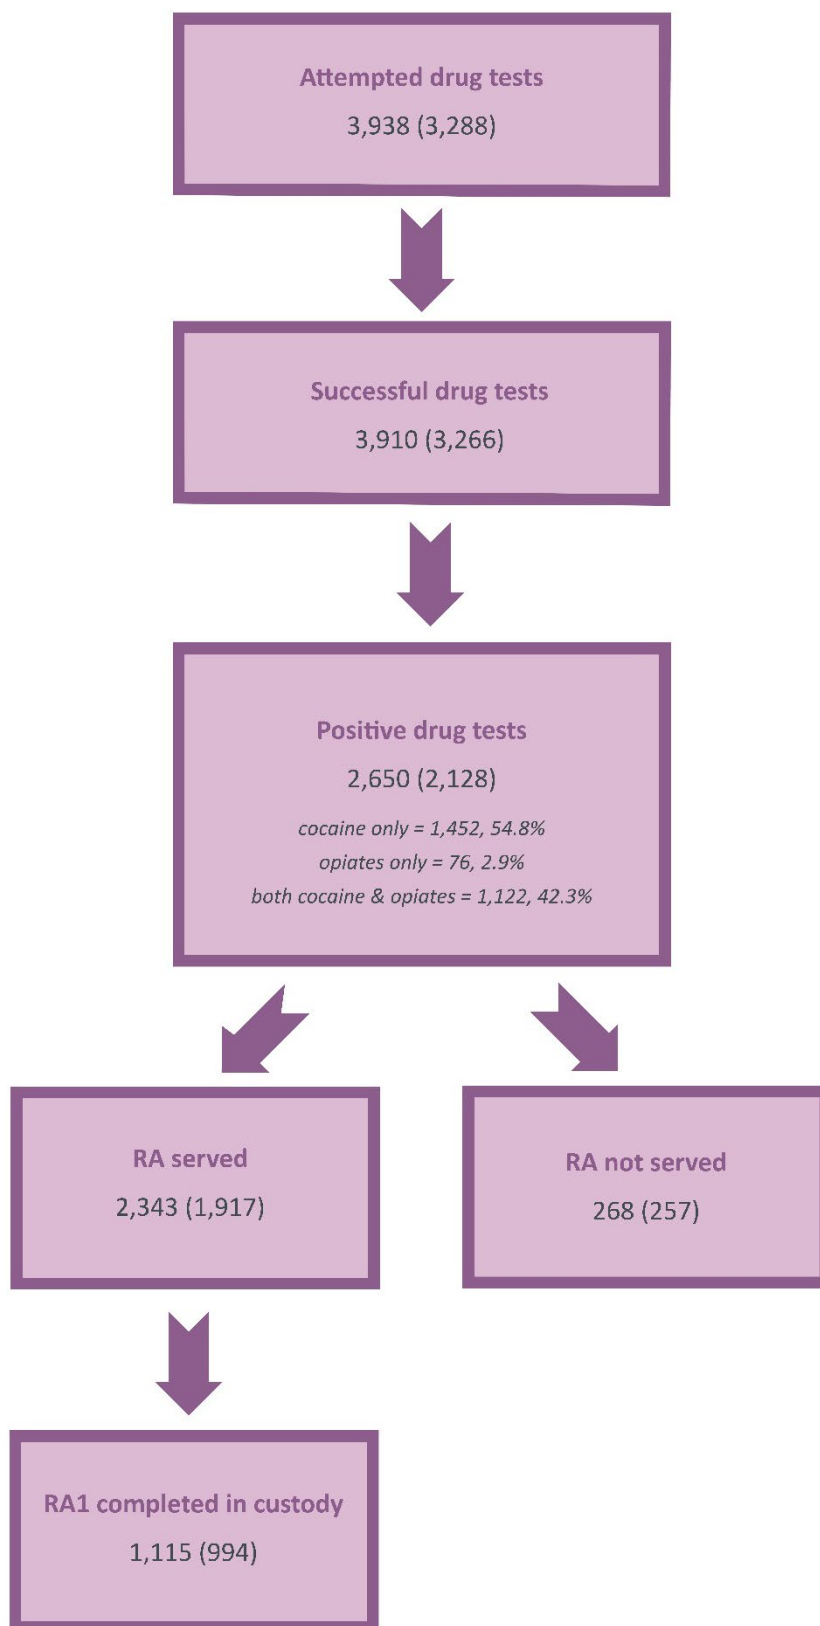 Attempted drug tests
3,938 (3,288)
Successful drug tests
3,910 (3,266)
Positive drug tests
2,650 (2,128)
cocaine only = 1,452, 54.8%
opiates only = 76, 2.9%
both cocaine & opiates = 1,122, 42.3%
RA served
2,343 (1,917)
RA not served
268 (257)
RA1 completed in custody
1,115 (994)